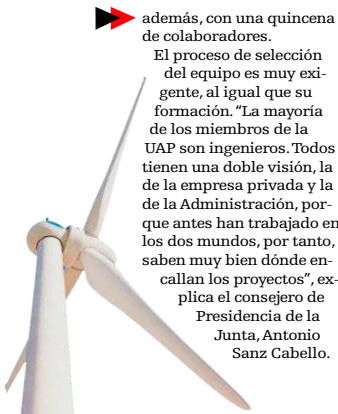 además, con una quincena
de colaboradores.
El proceso de selección
del equipo es muy exi-
gente, al igual que su
formación. “La mayoría
de los miembros de la
UAP son ingenieros. Todos
tienen una doble visión, la
de la empresa privada y la
de la Administración, por-
que antes han trabajado en
los dos mundos, por tanto,
saben muy bien dónde en-
callan los proyectos”, ex-
plica el consejero de
Presidencia de la
Junta, Antonio
Sanz Cabello.